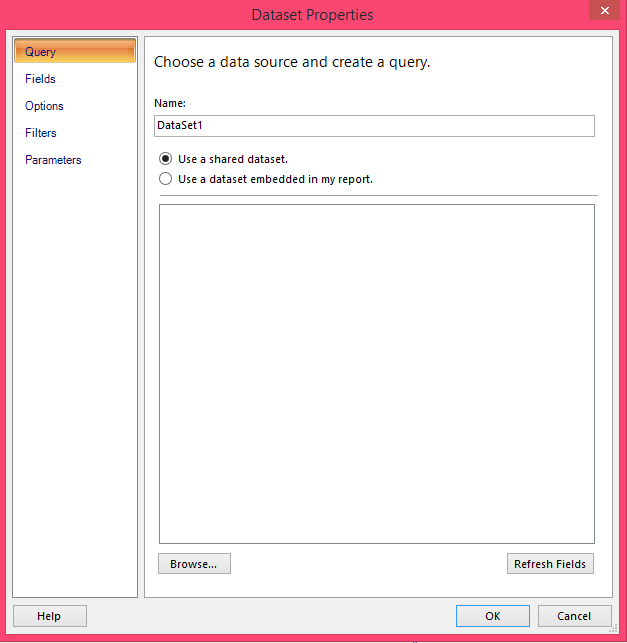 Dataset Properties
Query
Fields
Options
Filters
Parameters
Choose a data source and create a query.
Name:
DataSet1
Use a shared dataset.
Use a dataset embedded in my report.
Browse...
Refresh Fields
Help
OK
Cancel